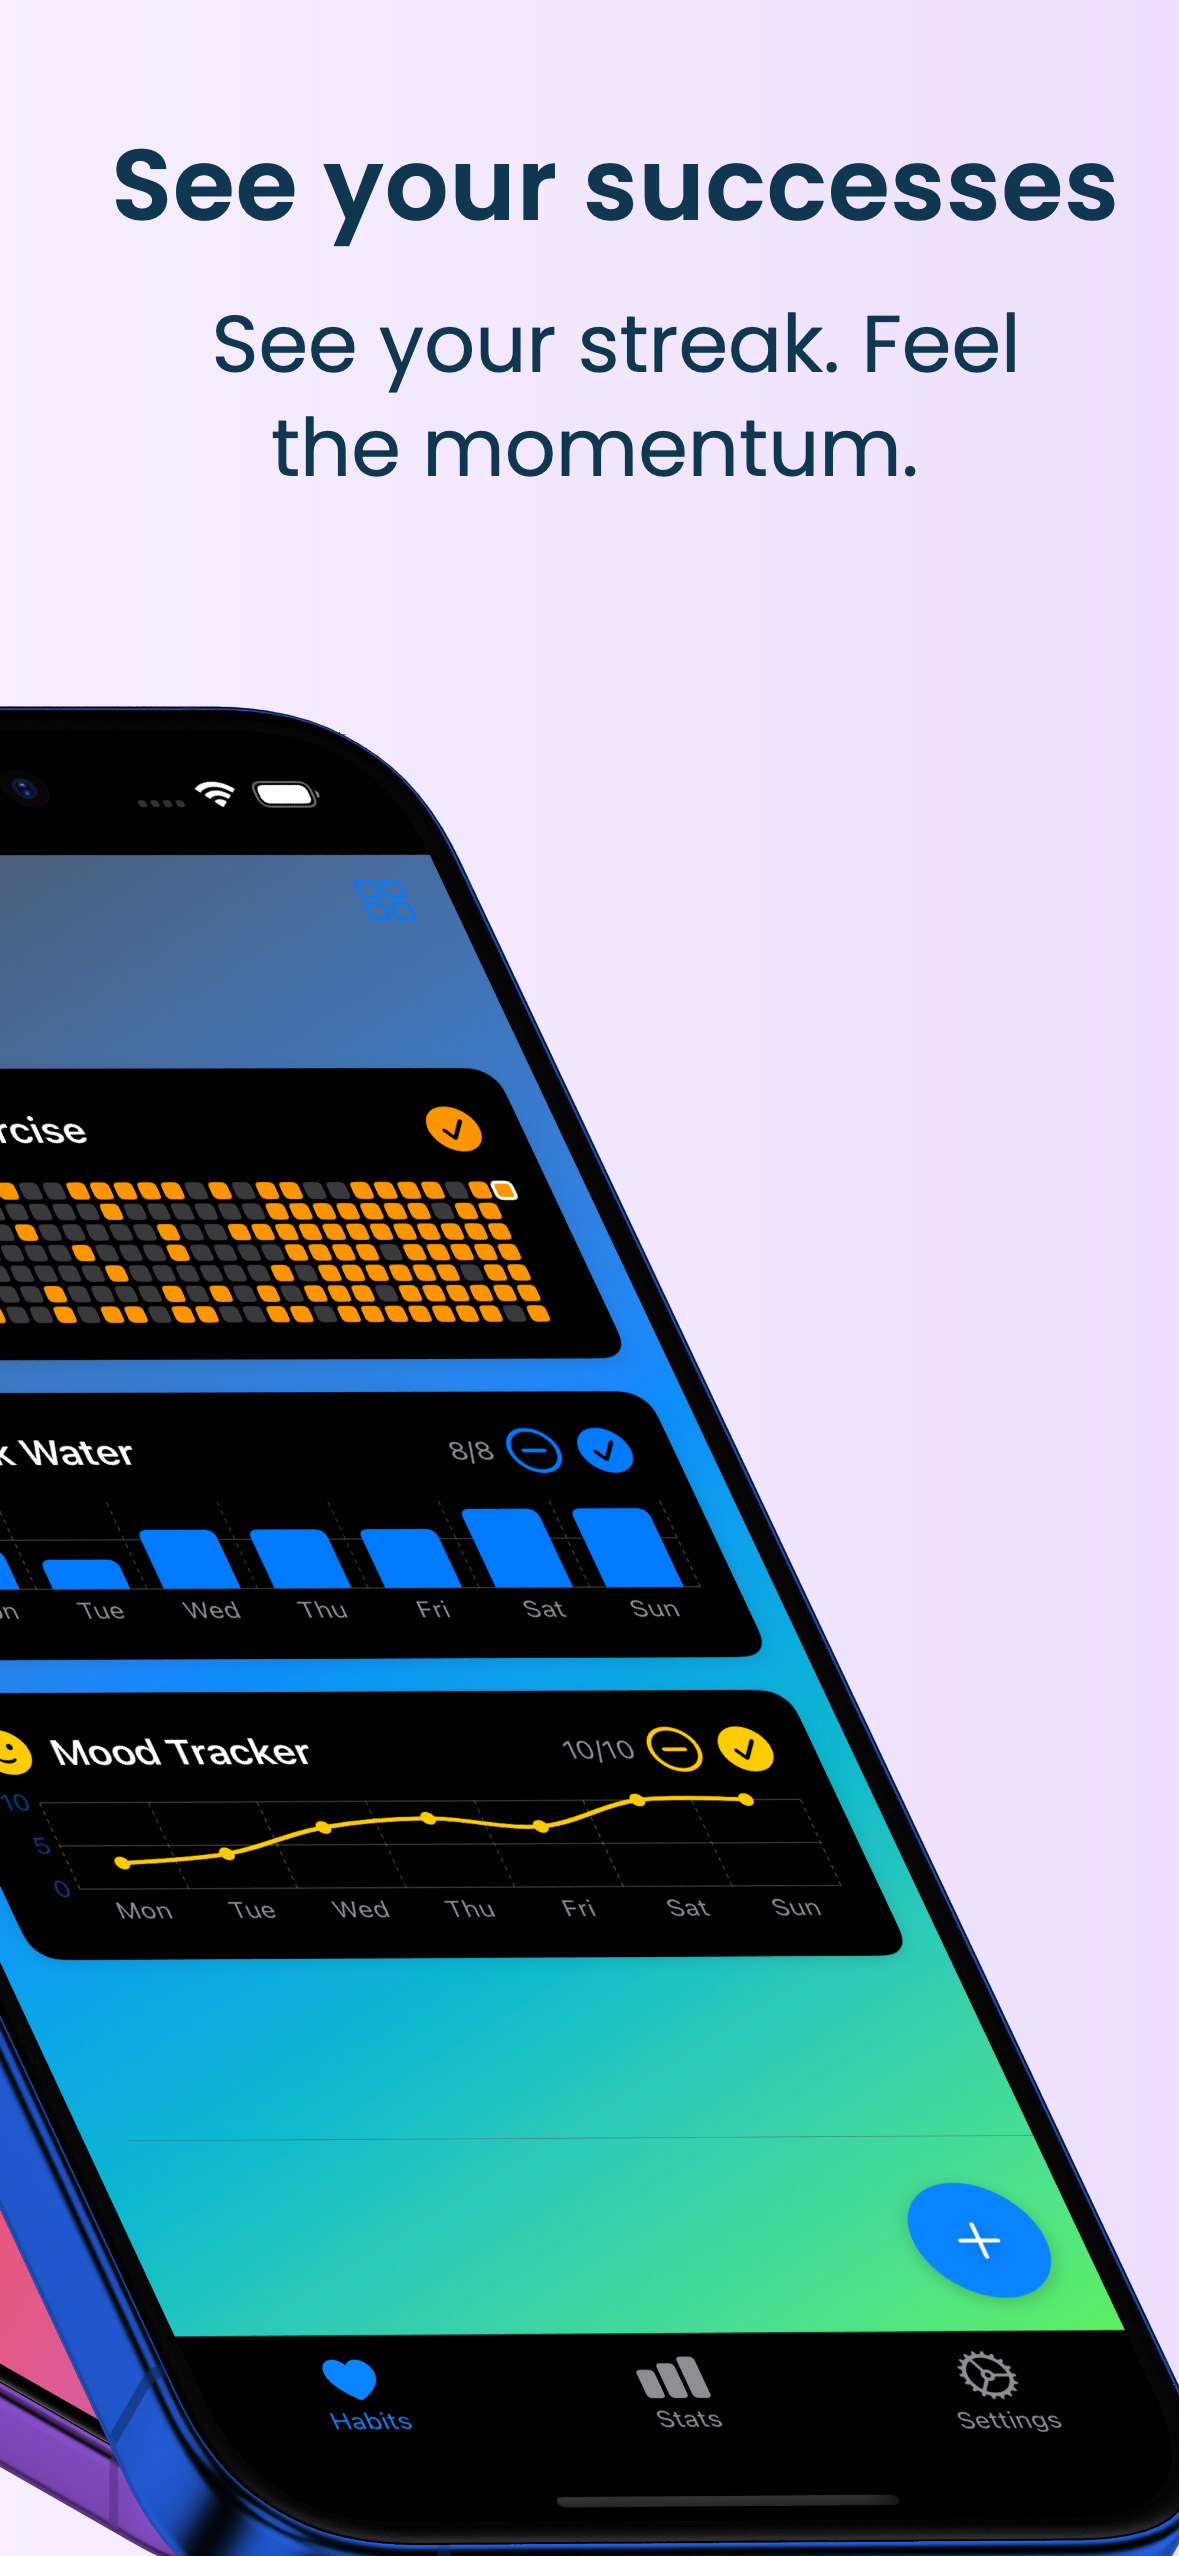 See your successes
See your streak. Feel
the momentum.
rcise
k Water
8/8
on Tue Wed Thu Fri Sat Sun
Mood Tracker
10/10
10
5
0
Mon Tue Wed Thu Fri Sat Sun
Habits Stats Settings